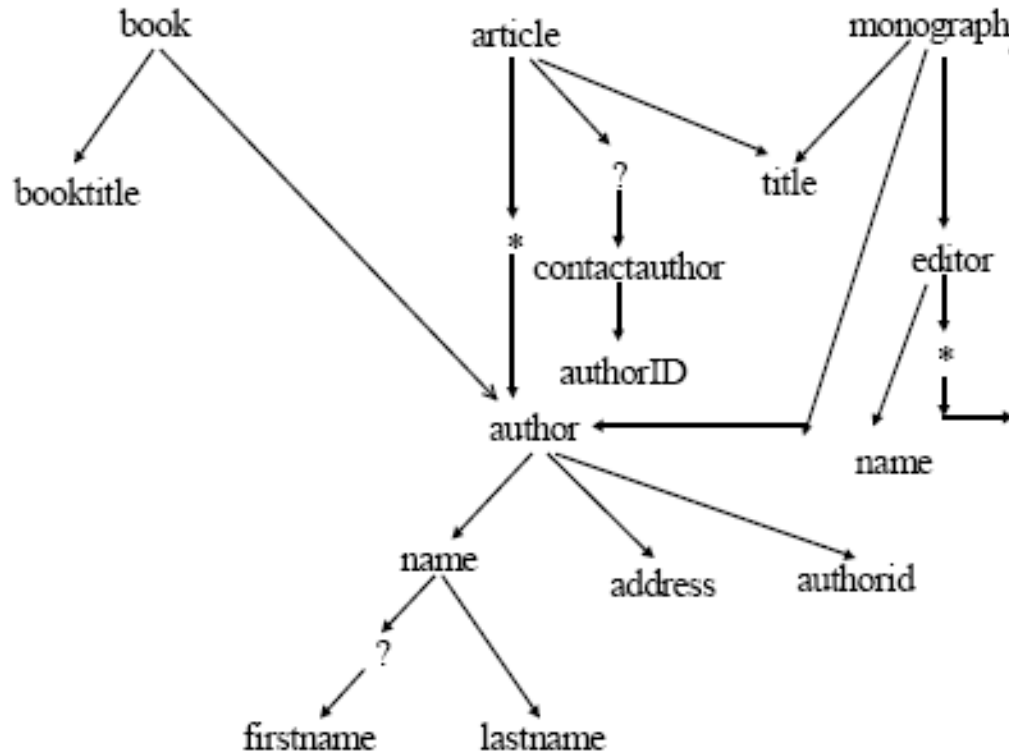 book
article
monograph
booktitle
?
title
*
contactauthor
editor
authorID
*
author
name
name
address
authorid
?
firstname
lastname